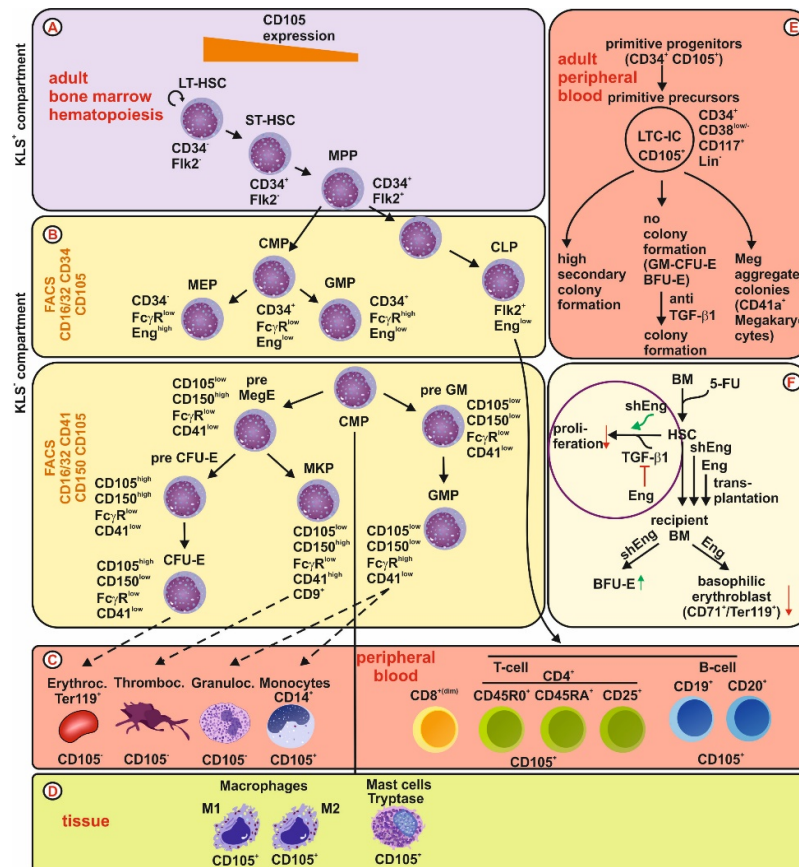 KLS⁺ compartment
A
CD105
expression
adult
bone marrow
hematopoiesis
LT-HSC
CD34⁻
Flk2⁻
ST-HSC
CD34⁺
Flk2⁻
MPP
CD34⁺
Flk2⁺
KLS⁻ compartment
B
FACS
CD16/32 CD34
CD105
CMP
CD34⁺
FcγRˡᵒʷ
Engˡᵒʷ
MEP
CD34⁻
FcγRˡᵒʷ
Engʰⁱᵍʰ
GMP
CD34⁺
FcγRʰⁱᵍʰ
Engˡᵒʷ
CLP
Flk2⁺
Engˡᵒʷ
FACS
CD16/32 CD41
CD150 CD105
CD105ˡᵒʷ
CD150ʰⁱᵍʰ
FcγRˡᵒʷ
CD41ˡᵒʷ
pre
MegE
CMP
pre GM
CD105ˡᵒʷ
CD150ˡᵒʷ
FcγRˡᵒʷ
CD41ˡᵒʷ
pre CFU-E
CD105ʰⁱᵍʰ
CD150ʰⁱᵍʰ
FcγRˡᵒʷ
CD41ˡᵒʷ
MKP
CD105ˡᵒʷ
CD150ʰⁱᵍʰ
FcγRˡᵒʷ
CD41ʰⁱᵍʰ
CD9⁺
GMP
CD105ˡᵒʷ
CD150ˡᵒʷ
FcγRʰⁱᵍʰ
CD41ˡᵒʷ
CFU-E
CD105ʰⁱᵍʰ
CD150ˡᵒʷ
FcγRˡᵒʷ
CD41ˡᵒʷ
C
peripheral
blood
Erythroc.
Ter119⁺
CD105⁻
Thromboc.
CD105⁻
Granuloc.
CD105⁻
Monocytes
CD14⁺
CD105⁺
CD8⁺⁽ᵈⁱᵐ⁾
T-cell
CD4⁺
CD45R0⁺
CD45RA⁺
CD25⁺
CD105⁺
B-cell
CD19⁺
CD20⁺
CD105⁺
D
tissue
Macrophages
M1
M2
CD105⁺
CD105⁺
Mast cells
Tryptase
CD105⁺
E
adult
peripheral
blood
primitive progenitors
(CD34⁺ CD105⁺)
primitive precursors
LTC-IC
CD105⁺
CD34⁺
CD38ˡᵒʷ/⁻
CD117⁺
Lin⁻
high
secondary
colony
formation
no
colony
formation
(GM-CFU-E
BFU-E)
anti
TGF-β1
colony
formation
Meg
aggregate
colonies
(CD41a⁺
Megakaryo
cytes)
F
BM
5-FU
shEng
HSC
proli-
feration
TGF-β1
Eng
shEng
Eng
trans-
plantation
recipient
BM
shEng
Eng
BFU-E
basophilic
erythroblast
(CD71⁺/Ter119⁺)